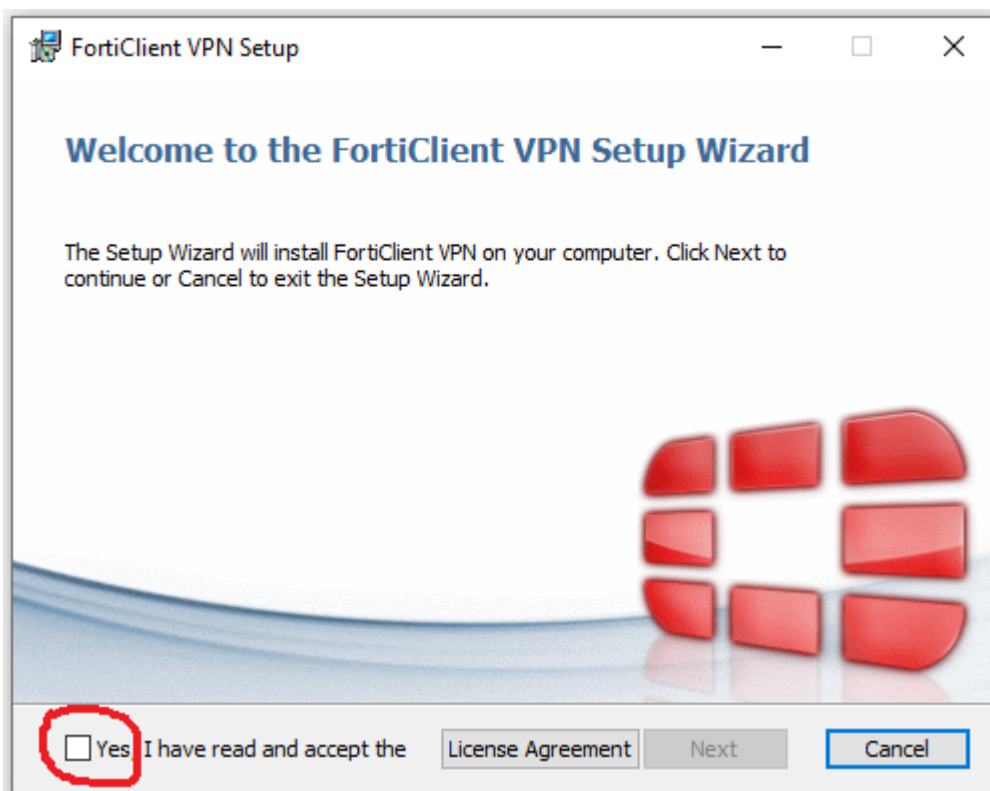 FortiClient VPN Setup
Welcome to the FortiClient VPN Setup Wizard
The Setup Wizard will install FortiClient VPN on your computer. Click Next to
continue or Cancel to exit the Setup Wizard.
Yes, I have read and accept the License Agreement Next Cancel